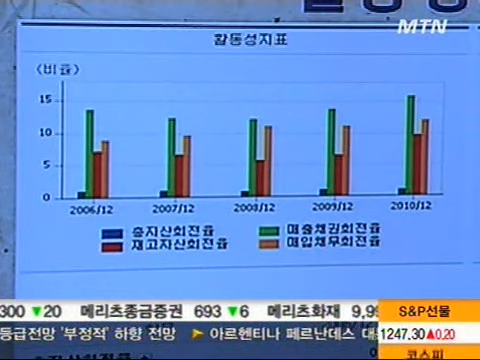 MTN
활동성지표
<비율>
15
10
5
0
2006/12 2007/12 2008/12 2009/12 2010/12
총자산회전율 매출채권회전율
재고자산회전율 매입채무회전율
300 ▼20 메리츠종금증권 693 ▼6 메리츠화재 9,99 S&P선물
등급전망 '부정적' 하향 전망 ▶ 아르헨티나 페르난데스 대 1247.30▲0.20
코스피